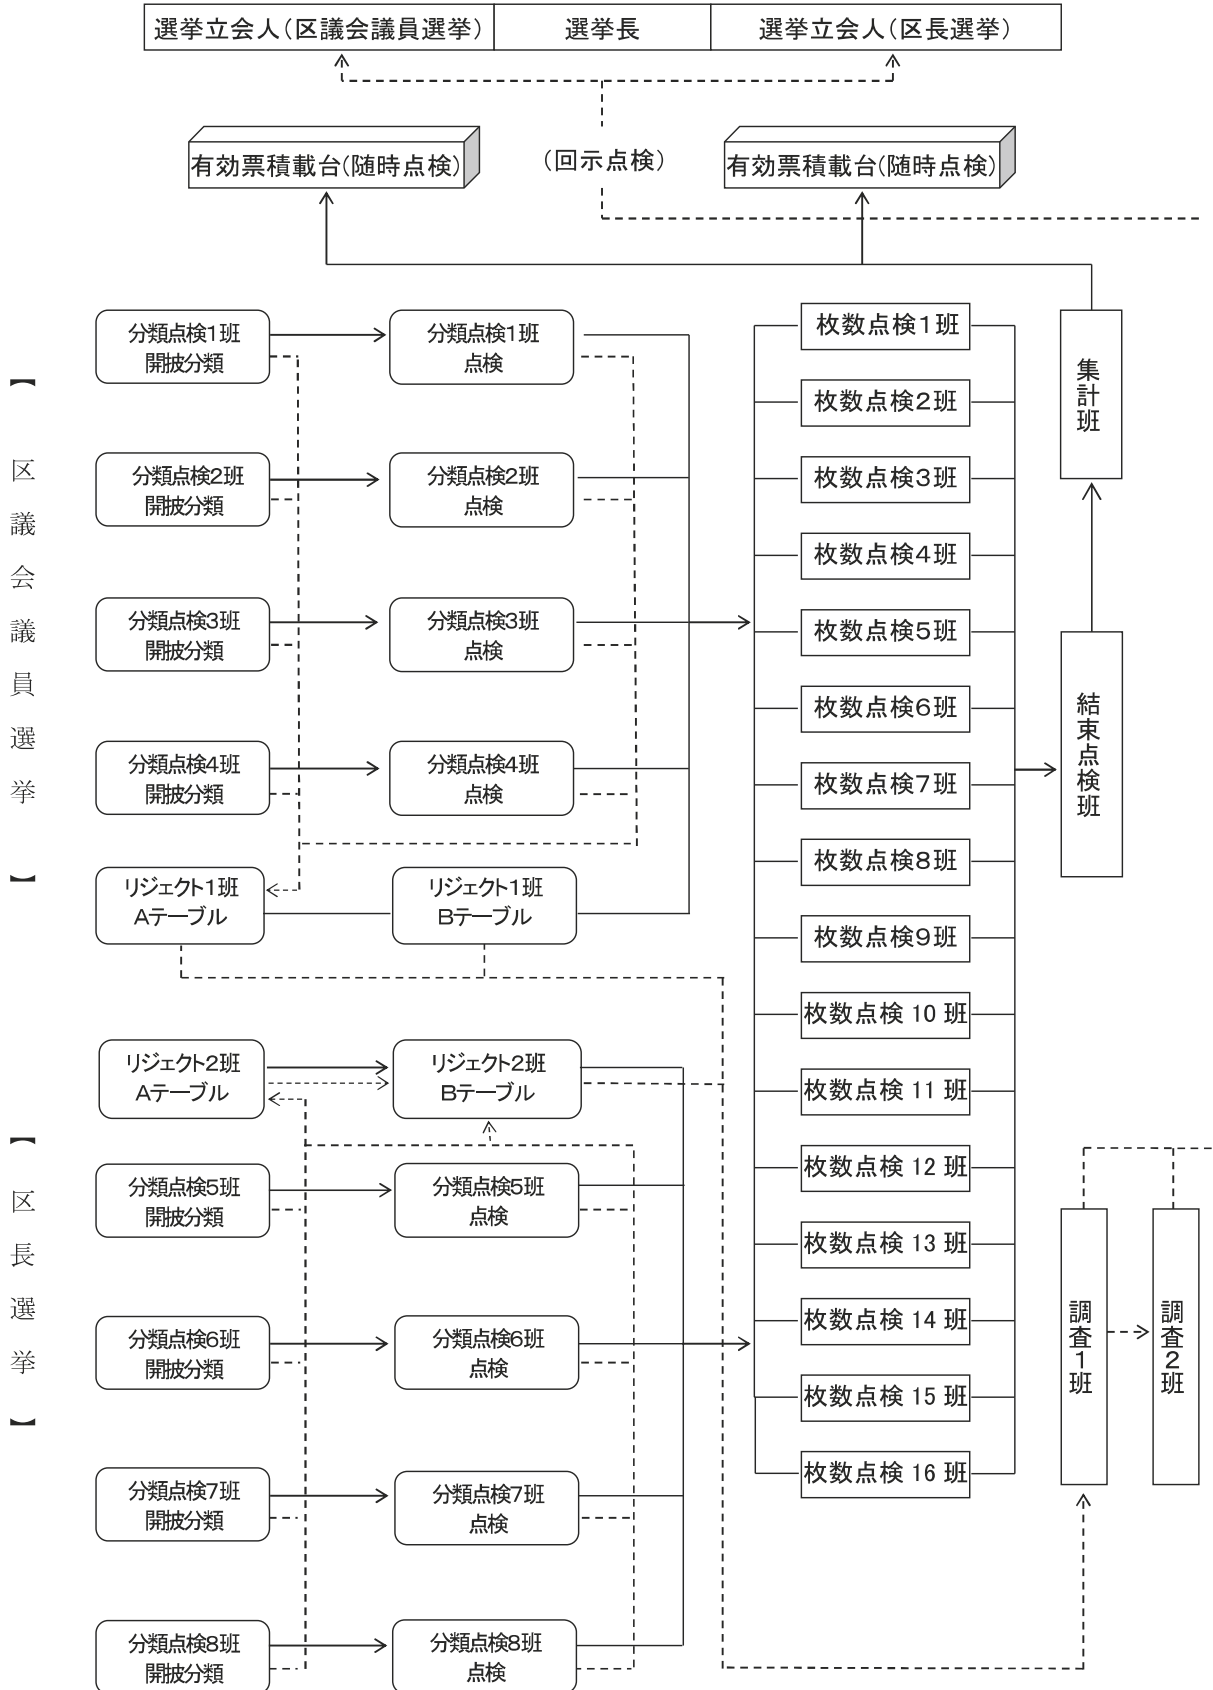 選挙立会人（区議会議員選挙）
選挙長
選挙立会人（区長選挙）
有効票積載台（随時点検）
（回示点検）
有効票積載台（随時点検）
【区議会議員選挙】
分類点検1班
開披分類
分類点検1班
点検
分類点検2班
開披分類
分類点検2班
点検
分類点検3班
開披分類
分類点検3班
点検
分類点検4班
開披分類
分類点検4班
点検
リジェクト1班
Aテーブル
リジェクト1班
Bテーブル
【区長選挙】
リジェクト2班
Aテーブル
リジェクト2班
Bテーブル
分類点検5班
開披分類
分類点検5班
点検
分類点検6班
開披分類
分類点検6班
点検
分類点検7班
開披分類
分類点検7班
点検
分類点検8班
開披分類
分類点検8班
点検
枚数点検1班
枚数点検2班
枚数点検3班
枚数点検4班
枚数点検5班
枚数点検6班
枚数点検7班
枚数点検8班
枚数点検9班
枚数点検 10 班
枚数点検 11 班
枚数点検 12 班
枚数点検 13 班
枚数点検 14 班
枚数点検 15 班
枚数点検 16 班
集計班
結束点検班
調査1班
調査2班